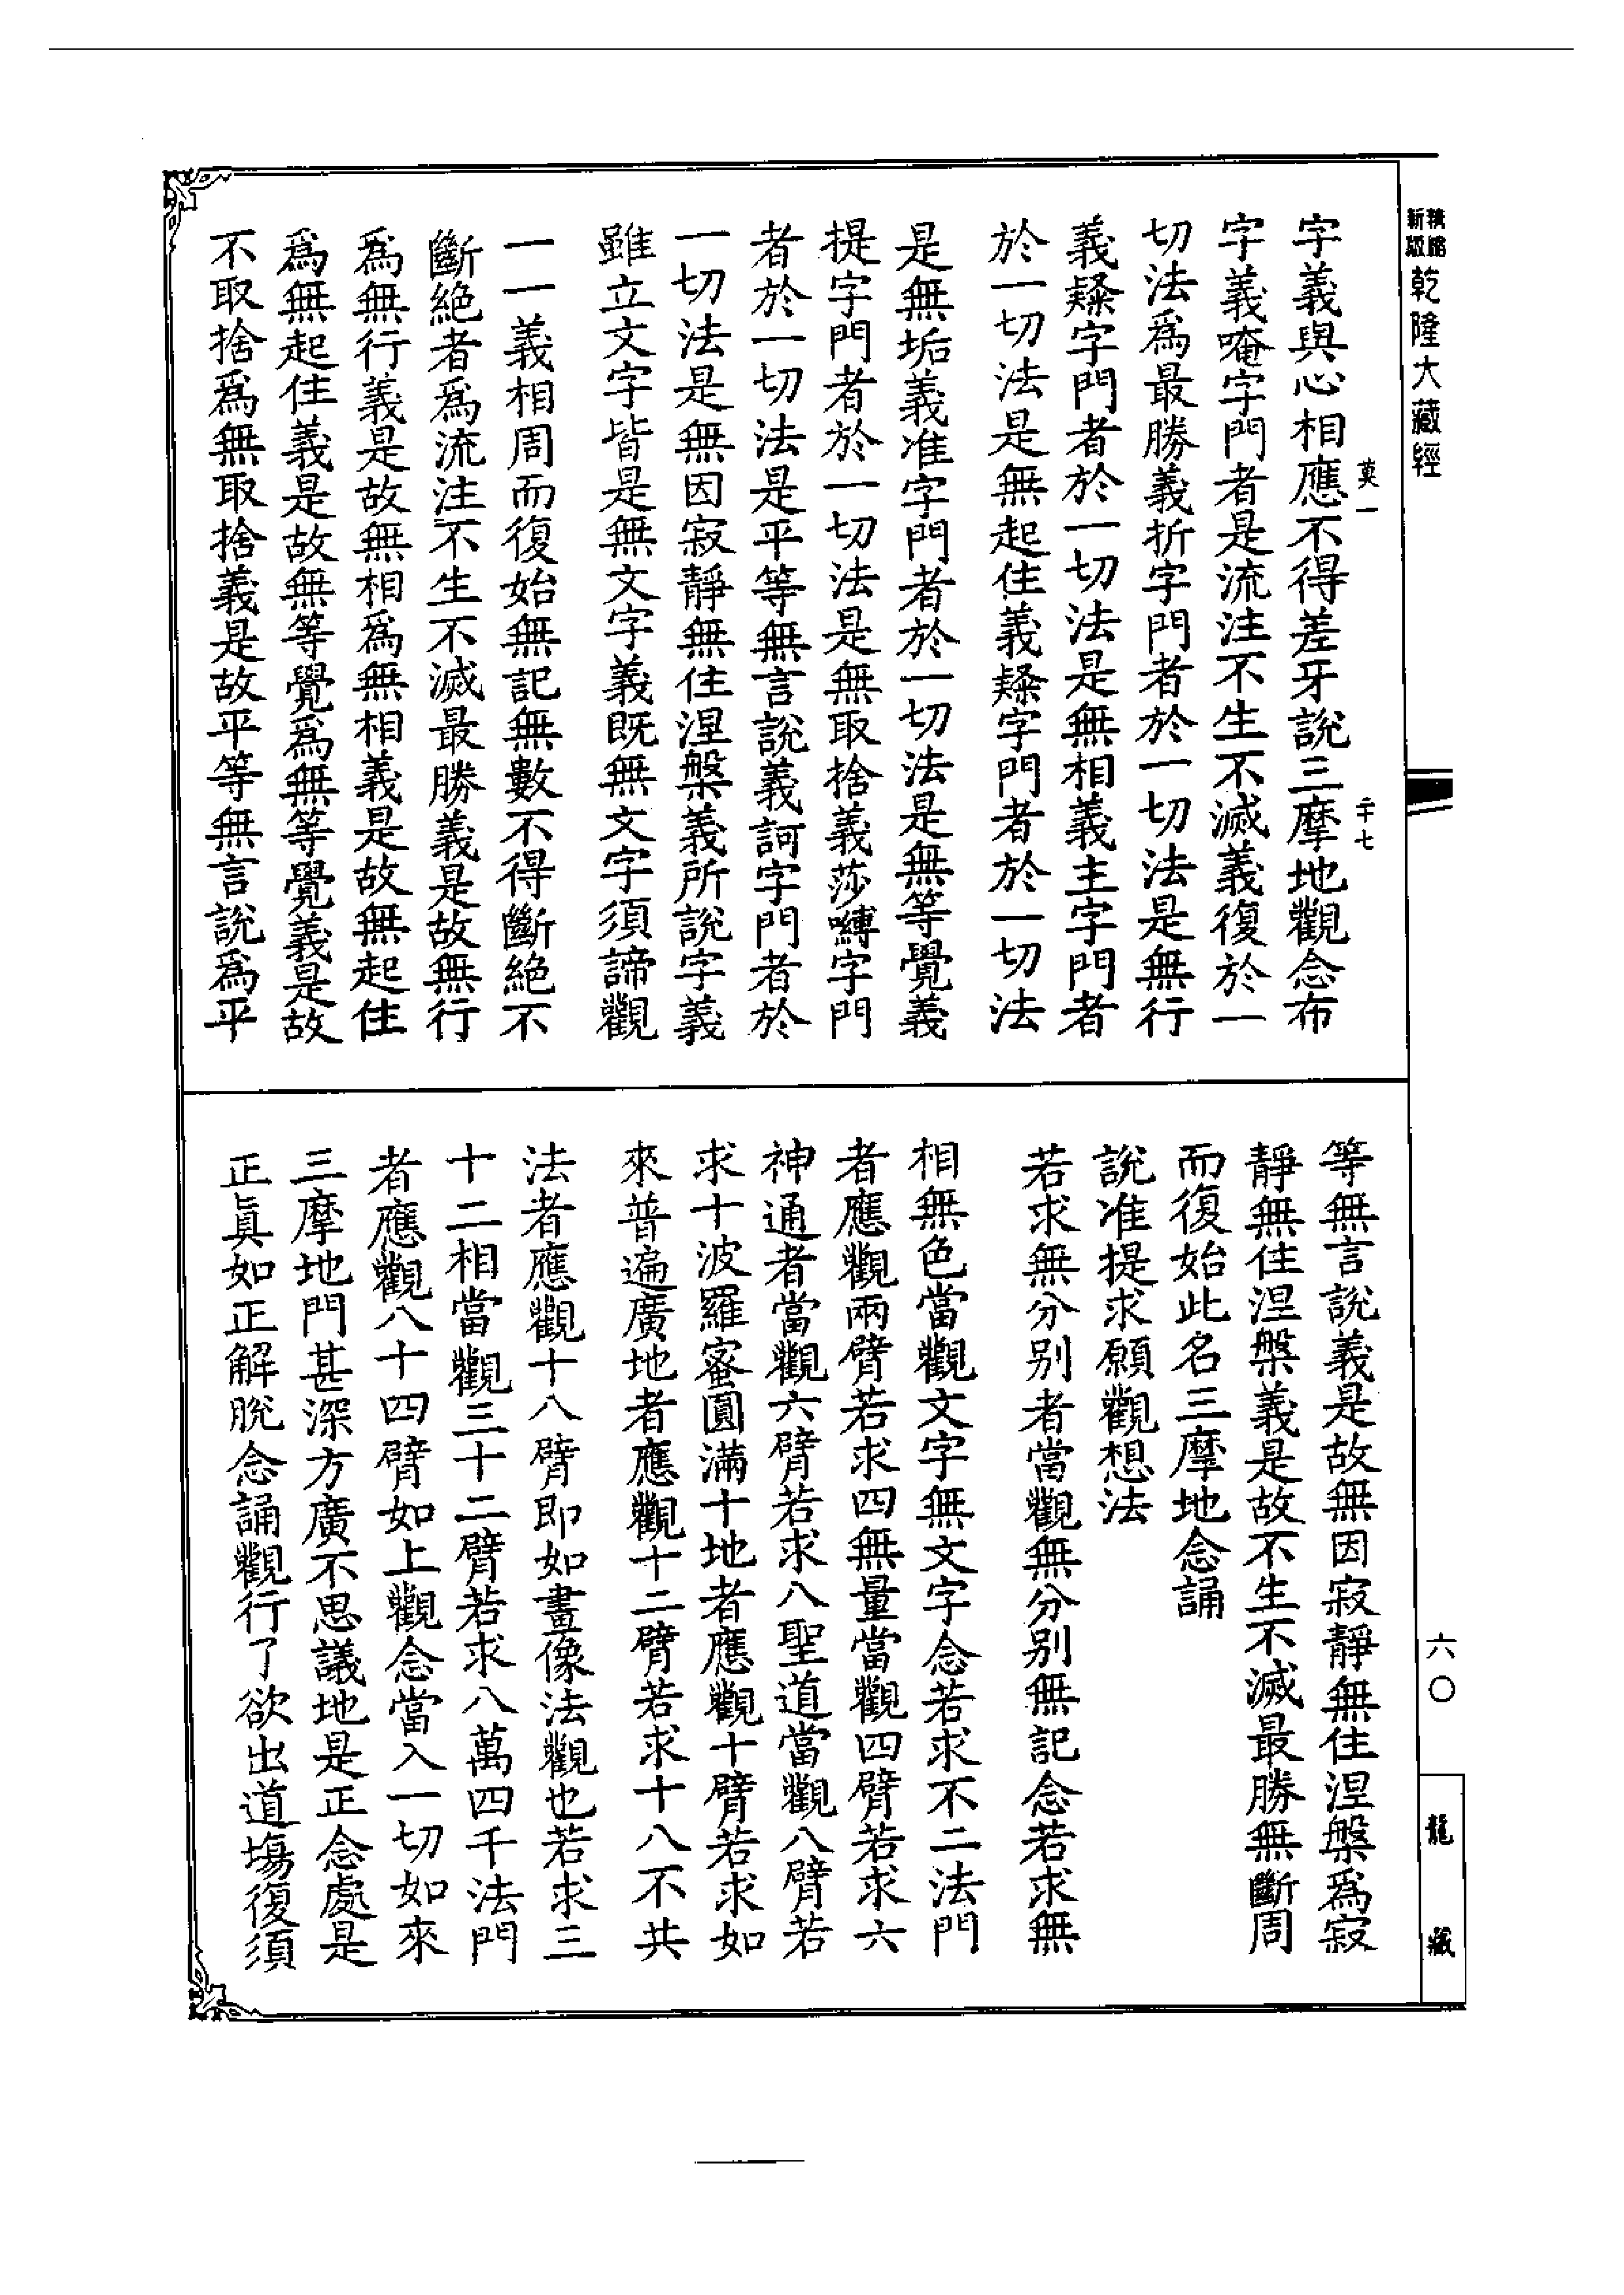 新縮
版精
乾隆大藏經
莫一
二十七
字義與心相應不得差牙說三摩地觀念布
字義唵字門者是流注不生不滅義復於一
切法爲最勝義折字門者於一切法是無行
義隸字門者於一切法是無相義主字門者
於一切法是無起住義隸字門者於一切法
是無垢義准字門者於一切法是無等覺義
提字門者於一切法是無取捨義莎嚩字門
者於一切法是平等無言說義訶字門者於
一切法是無因寂靜無住涅槃義所說字義
雖立文字皆是無文字義既無文字須諦觀
一一義相周而復始無記無數不得斷絕不
斷絕者爲流注不生不滅最勝義是故無行
爲無行義是故無相爲無相義是故無起住
爲無起住義是故無等覺爲無等覺義是故
不取捨爲無取捨義是故平等無言說爲平
等無言說義是故無因寂靜無住涅槃爲寂
靜無住涅槃義是故不生不滅最勝無斷周
而復始此名三摩地念誦
說准提求願觀想法
若求無分別者當觀無分別無記念若求無
相無色當觀文字無文字念若求不二法門
者應觀兩臂若求四無量當觀四臂若求六
神通者當觀六臂若求八聖道當觀八臂若
求十波羅蜜圓滿十地者應觀十臂若求如
來普遍廣地者應觀十二臂若求十八不共
法者應觀十八臂即如畫像法觀也若求三
十二相當觀三十二臂若求八萬四千法門
者應觀八十四臂如上觀念當入一切如來
三摩地門甚深方廣不思議地是正念處是
正眞如正解脫念誦觀行了欲出道塲復須
六〇
龍藏